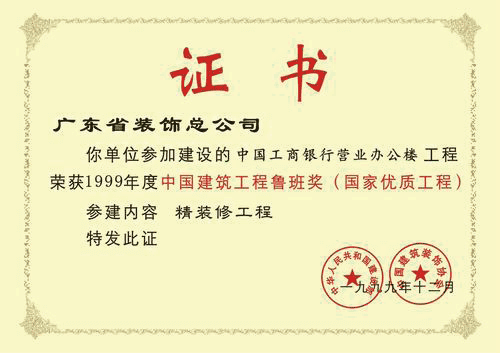 证书
广东省装饰总公司
你单位参加建设的中国工商银行营业办公楼工程
荣获1999年度中国建筑工程鲁班奖（国家优质工程）
参建内容 精装修工程
特发此证
中华人民共和国建设部
中国建筑装饰协会
一九九九年十二月